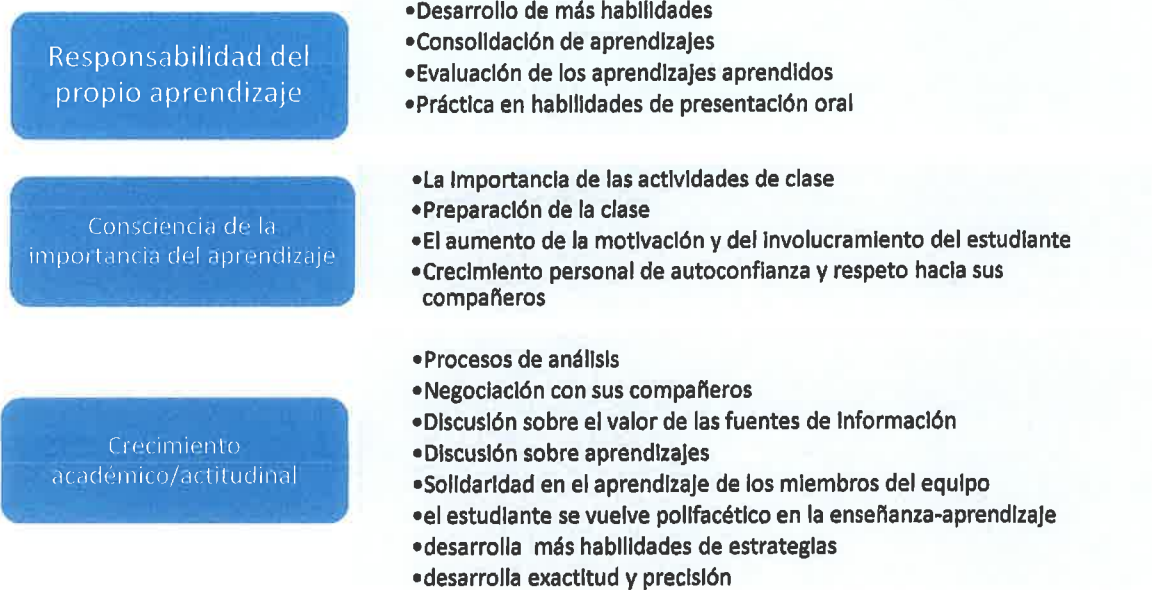 Responsabilidad del
propio aprendizaje
•Desarrollo de más habilidades
•Consolidación de aprendizajes
•Evaluación de los aprendizajes aprendidos
•Práctica en habilidades de presentación oral
Consciencia de la
importancia del aprendizaje
•La importancia de las actividades de clase
•Preparación de la clase
•El aumento de la motivación y del involucramiento del estudiante
•Crecimiento personal de autoconfianza y respeto hacia sus
compañeros
Crecimiento
académico/actitudinal
•Procesos de análisis
•Negociación con sus compañeros
•Discusión sobre el valor de las fuentes de información
•Discusión sobre aprendizajes
•Solidaridad en el aprendizaje de los miembros del equipo
•el estudiante se vuelve polifacético en la enseñanza-aprendizaje
•desarrolla más habilidades de estrategias
•desarrolla exactitud y precisión